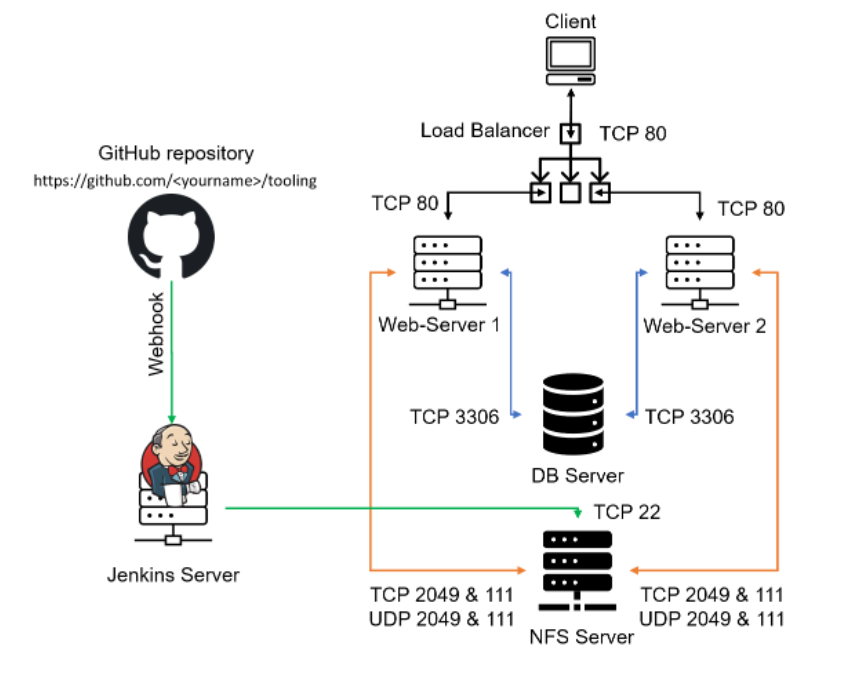 Client
Load Balancer
TCP 80
GitHub repository
https://github.com/<yourname>/tooling
TCP 80
TCP 80
Webhook
Web-Server 1
Web-Server 2
TCP 3306
TCP 3306
DB Server
TCP 22
Jenkins Server
TCP 2049 & 111
UDP 2049 & 111
TCP 2049 & 111
UDP 2049 & 111
NFS Server